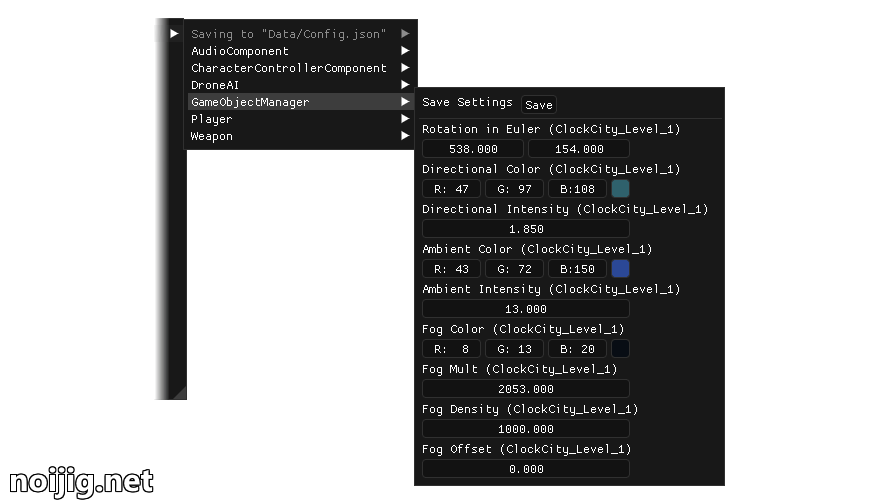 Saving to "Data/Config.json"
AudioComponent
CharacterControllerComponent
DroneAI
GameObjectManager
Player
Weapon
Save Settings Save
Rotation in Euler (ClockCity_Level_1)
538.000 154.000
Directional Color (ClockCity_Level_1)
R: 47 G: 97 B:108
Directional Intensity (ClockCity_Level_1)
1.850
Ambient Color (ClockCity_Level_1)
R: 43 G: 72 B:150
Ambient Intensity (ClockCity_Level_1)
13.000
Fog Color (ClockCity_Level_1)
R: 8 G: 13 B: 20
Fog Mult (ClockCity_Level_1)
2053.000
Fog Density (ClockCity_Level_1)
1000.000
Fog Offset (ClockCity_Level_1)
0.000
noijig.net